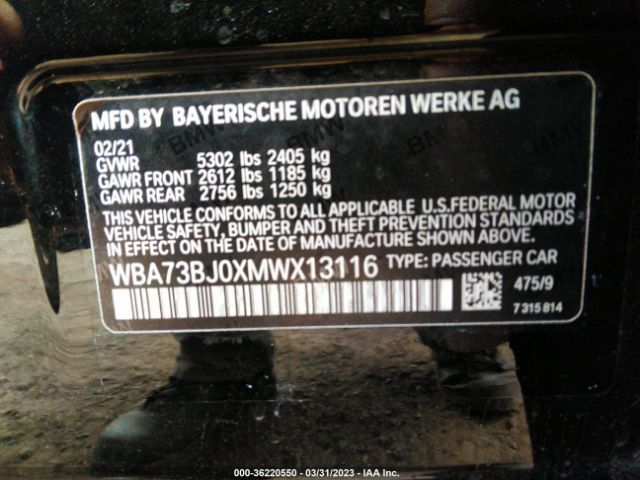 MFD BY BAYERISCHE MOTOREN WERKE AG
02/21
GVWR 5302 lbs 2405 kg
GAWR FRONT 2612 lbs 1185 kg
GAWR REAR 2756 lbs 1250 kg
THIS VEHICLE CONFORMS TO ALL APPLICABLE U.S.FEDERAL MOTOR
VEHICLE SAFETY, BUMPER AND THEFT PREVENTION STANDARDS
IN EFFECT ON THE DATE OF MANUFACTURE SHOWN ABOVE.
WBA73BJ0XMWX13116 TYPE: PASSENGER CAR
475/9
7 315 814
000-36220550 - 03/31/2023 - IAA Inc.